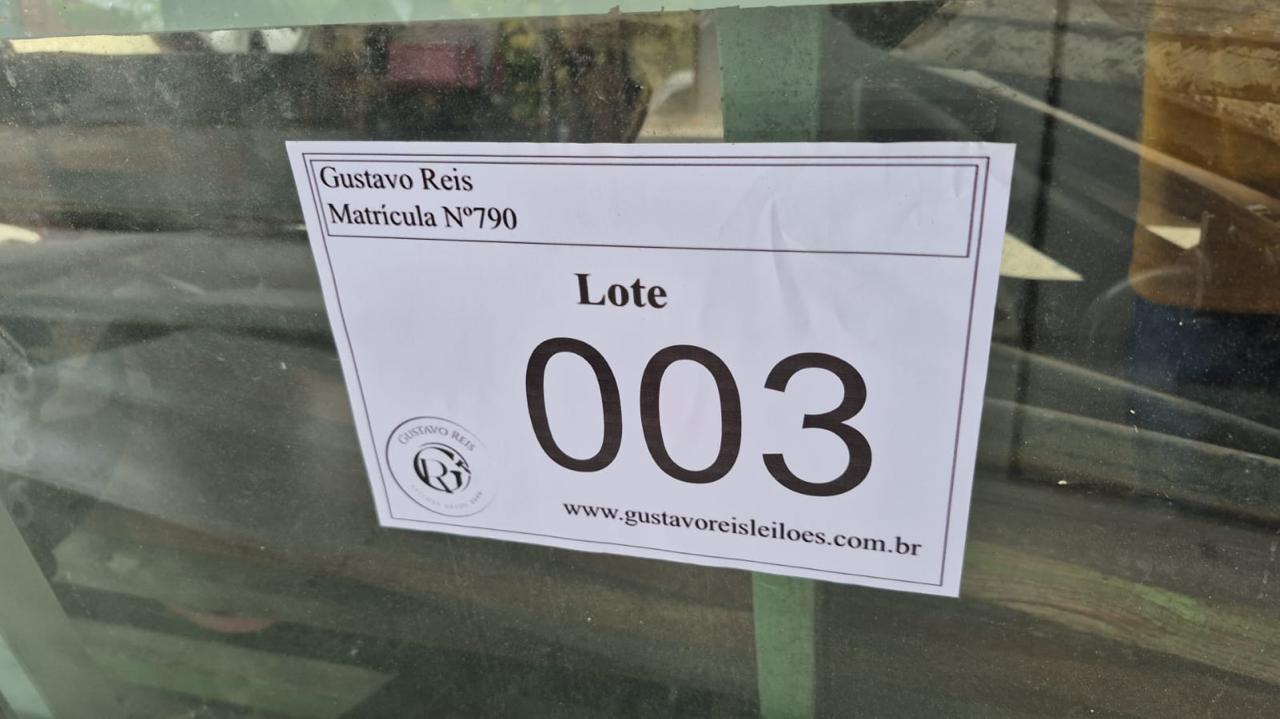 Gustavo Reis
Matrícula Nº790
Lote
003
GUSTAVO REIS
GR
www.gustavoreisleiloes.com.br